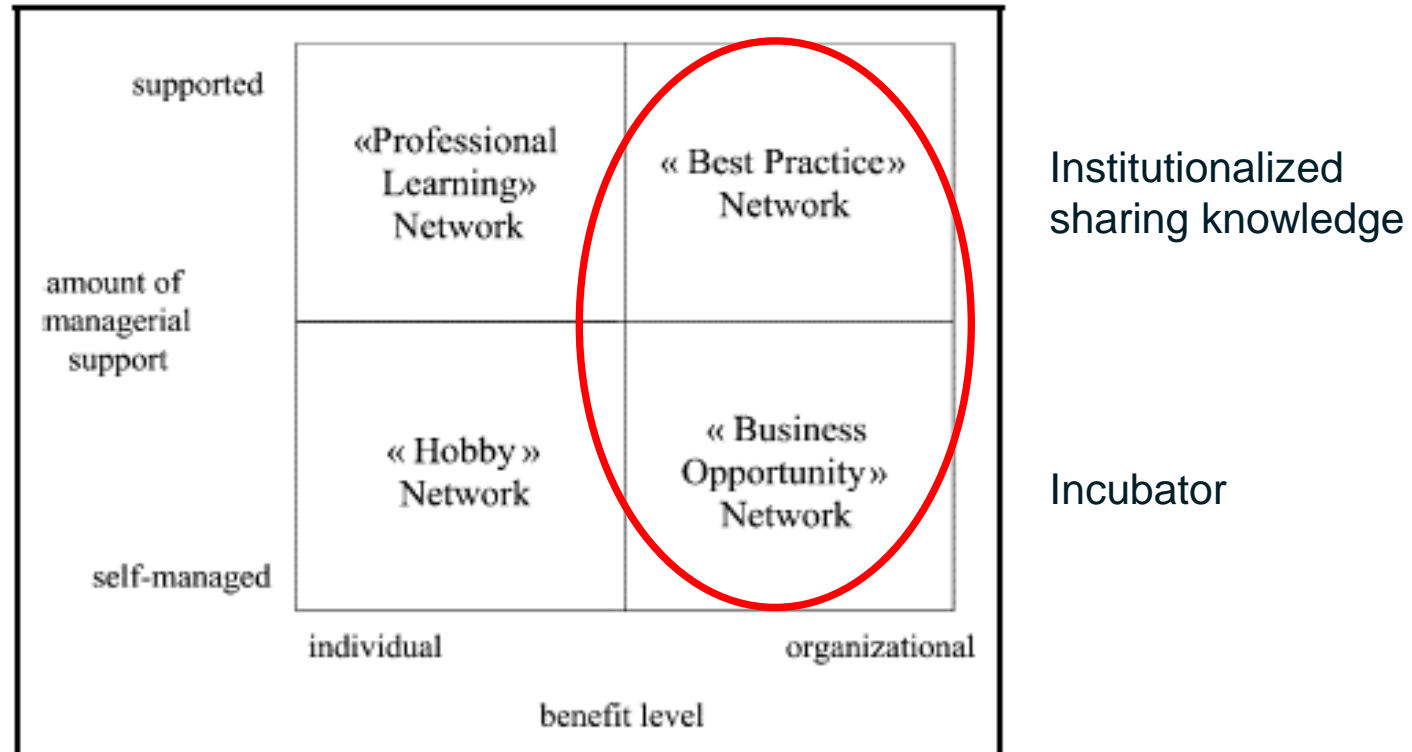 supported
«Professional
Learning»
Network
« Best Practice»
Network
Institutionalized
sharing knowledge
amount of
managerial
support
« Hobby »
Network
« Business
Opportunity»
Network
Incubator
self-managed
individual
organizational
benefit level